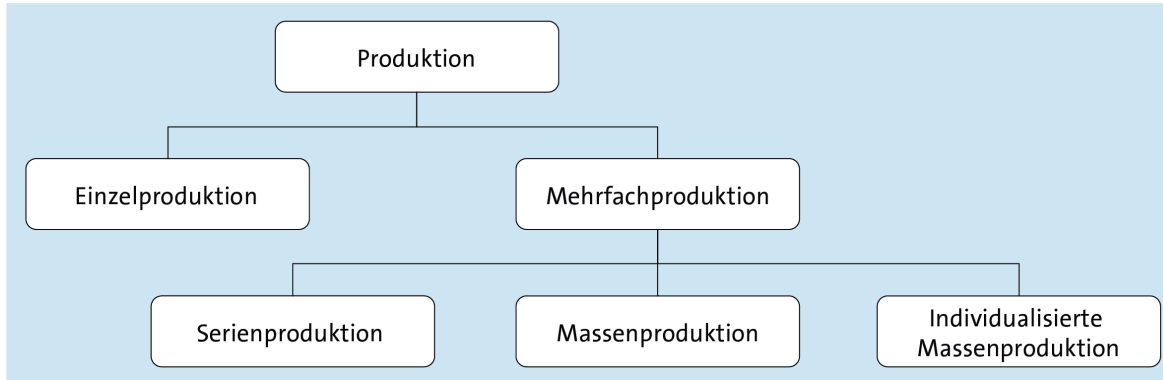 Produktion
Einzelproduktion
Mehrfachproduktion
Serienproduktion
Massenproduktion
Individualisierte
Massenproduktion